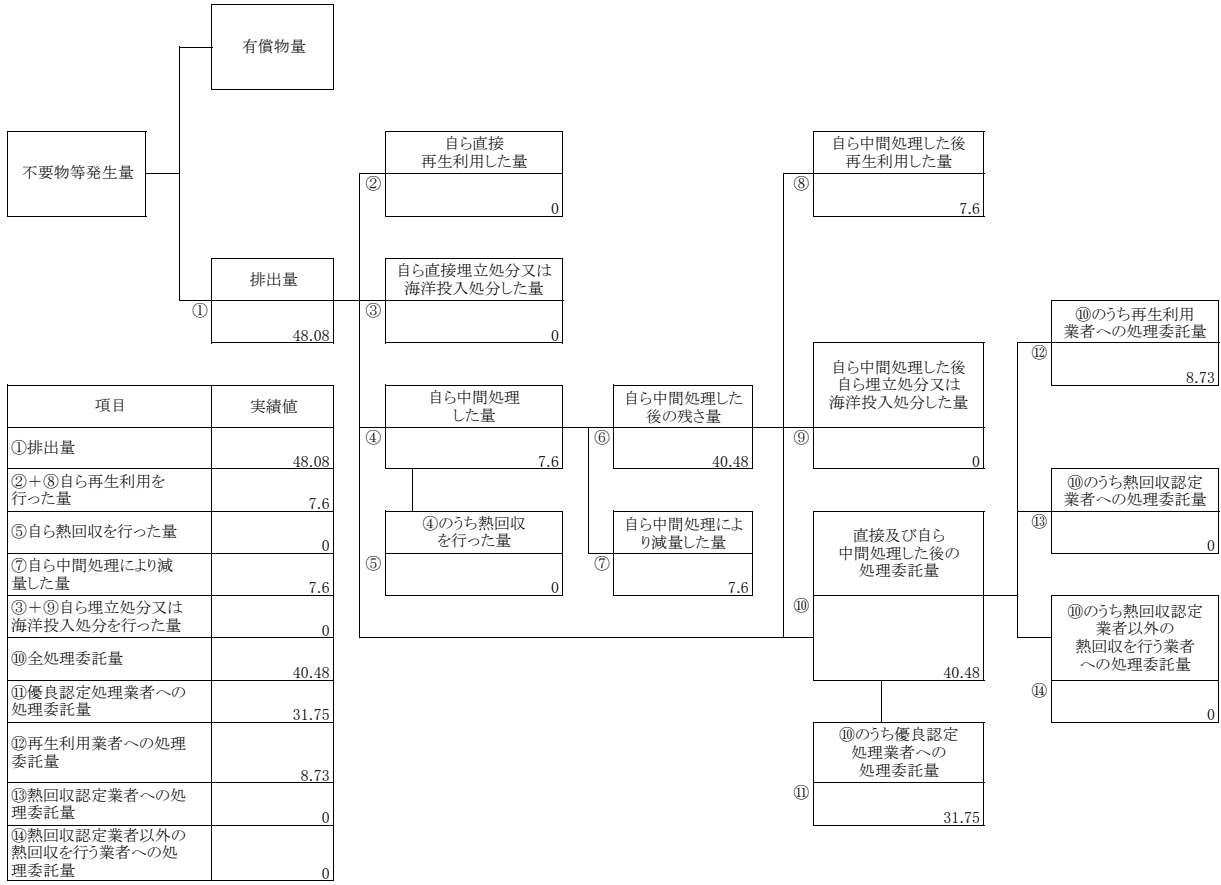 有償物量
不要物等発生量
自ら直接
再生利用した量
②
0
自ら中間処理した後
再生利用した量
⑧
7.6
排出量
①
48.08
自ら直接埋立処分又は
海洋投入処分した量
③
0
⑩のうち再生利用
業者への処理委託量
⑫
8.73
自ら中間処理
した量
④
7.6
自ら中間処理した
後の残さ量
⑥
40.48
自ら中間処理した後
自ら埋立処分又は
海洋投入処分した量
⑨
0
⑩のうち熱回収認定
業者への処理委託量
⑬
0
④のうち熱回収
を行った量
⑤
0
自ら中間処理によ
り減量した量
⑦
7.6
直接及び自ら
中間処理した後の
処理委託量
⑩
40.48
⑩のうち熱回収認定
業者以外の
熱回収を行う業者
への処理委託量
⑭
0
⑩のうち優良認定
処理業者への
処理委託量
⑪
31.75
項目 実績値
①排出量
48.08
②+⑧自ら再生利用を
行った量
7.6
⑤自ら熱回収を行った量
0
⑦自ら中間処理により減
量した量
7.6
③+⑨自ら埋立処分又は
海洋投入処分を行った量
0
⑩全処理委託量
40.48
⑪優良認定処理業者への
処理委託量
31.75
⑫再生利用業者への処理
委託量
8.73
⑬熱回収認定業者への処
理委託量
0
⑭熱回収認定業者以外の
熱回収を行う業者への処
理委託量
0